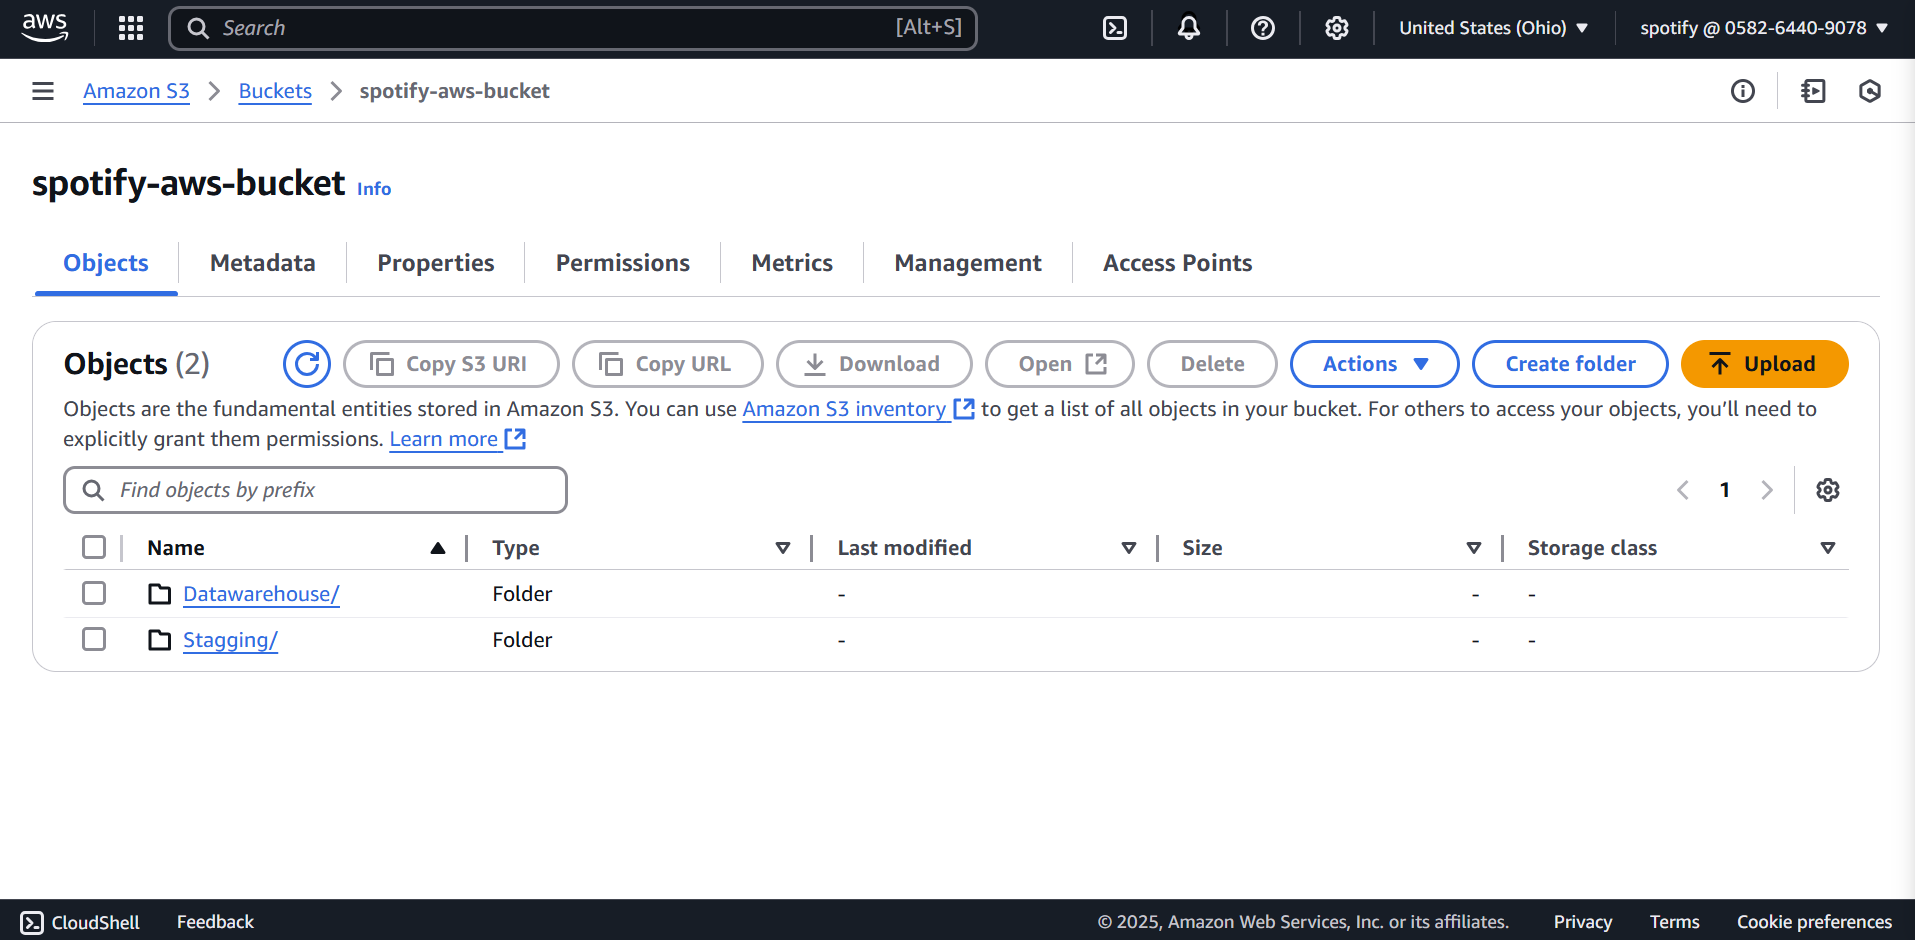 aws Search [Alt+S] United States (Ohio) spotify @ 0582-6440-9078
Amazon S3 Buckets spotify-aws-bucket
spotify-aws-bucket Info
Objects Metadata Properties Permissions Metrics Management Access Points
Objects (2) Copy S3 URI Copy URL Download Open Delete Actions Create folder Upload
Objects are the fundamental entities stored in Amazon S3. You can use Amazon S3 inventory to get a list of all objects in your bucket. For others to access your objects, you’ll need to
explicitly grant them permissions. Learn more
Find objects by prefix 1
Name Type Last modified Size Storage class
Datawarehouse/ Folder - - -
Stagging/ Folder - - -
CloudShell Feedback © 2025, Amazon Web Services, Inc. or its affiliates. Privacy Terms Cookie preferences